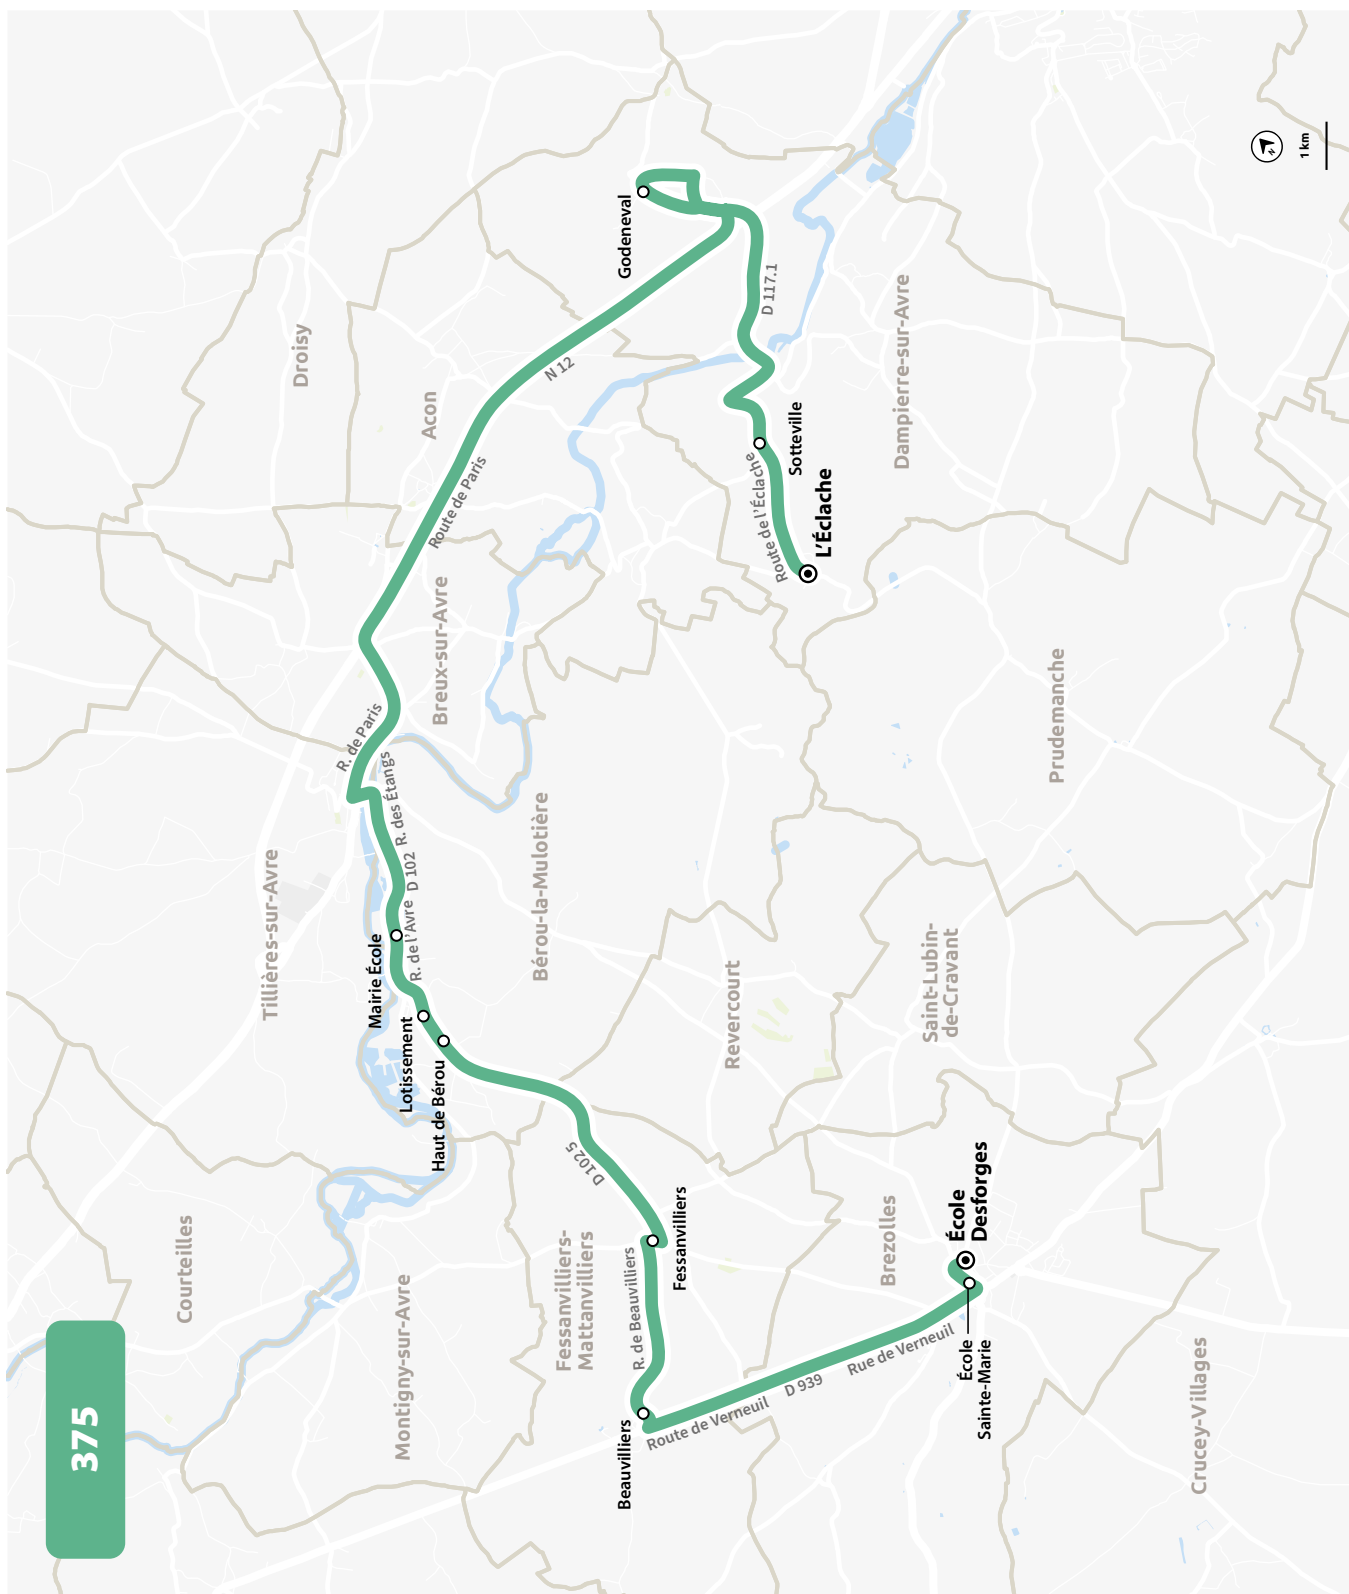 375
Courteilles
Montigny-sur-Avre
Tillières-sur-Avre
Droisy
Acon
Breux-sur-Avre
Bérou-la-Mulotière
Fessanvilliers-
Mattanvilliers
Revercourt
Brezolles
Saint-Lubin-
de-Cravant
Prudemanche
Dampierre-sur-Avre
Crucey-Villages
L'Éclache
Route de l'Éclache
Sotteville
D 117.1
Godeneval
N 12
Route de Paris
R. de Paris
R. des Étangs
D 102
R. de l'Avre
Mairie École
Lotissement
Haut de Bérou
D 102 5
Fessanvilliers
R. de Beauvilliers
Beauvilliers
Route de Verneuil
D 939
Rue de Verneuil
École
Sainte-Marie
École
Desforges
N
1 km